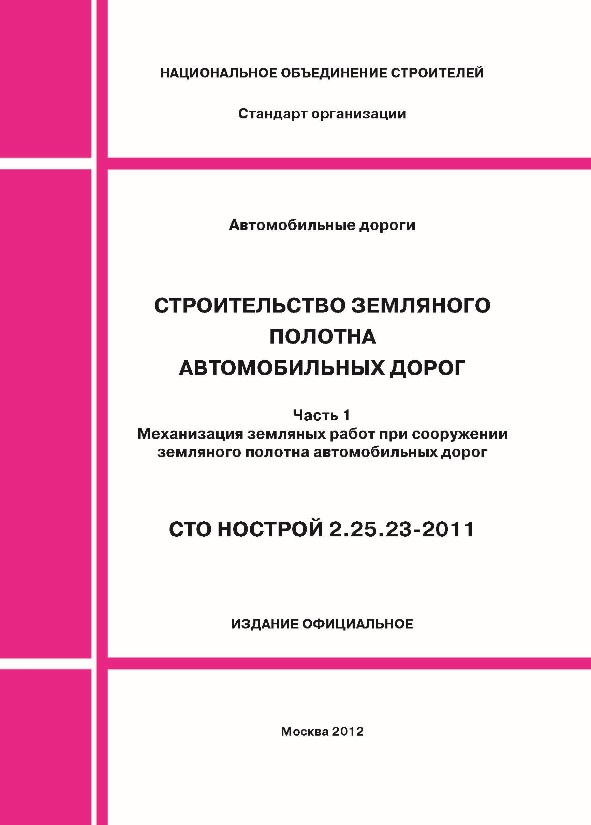 НАЦИОНАЛЬНОЕ ОБЪЕДИНЕНИЕ СТРОИТЕЛЕЙ
Стандарт организации
Автомобильные дороги
СТРОИТЕЛЬСТВО ЗЕМЛЯНОГО
ПОЛОТНА
АВТОМОБИЛЬНЫХ ДОРОГ
Часть 1
Механизация земляных работ при сооружении
земляного полотна автомобильных дорог
СТО НОСТРОЙ 2.25.23-2011
ИЗДАНИЕ ОФИЦИАЛЬНОЕ
Москва 2012